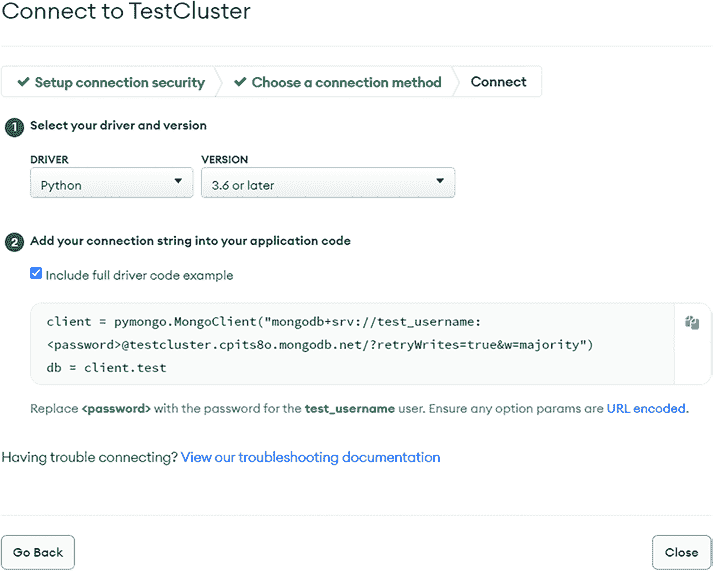 Connect to TestCluster
✔ Setup connection security ✔ Choose a connection method Connect
1 Select your driver and version
DRIVER VERSION
Python 3.6 or later
2 Add your connection string into your application code
Include full driver code example
client = pymongo.MongoClient("mongodb+srv://test_username:
<password>@testcluster.cpits8o.mongodb.net/?retryWrites=true&w=majority")
db = client.test
Replace <password> with the password for the test_username user. Ensure any option params are URL encoded.
Having trouble connecting? View our troubleshooting documentation
Go Back Close